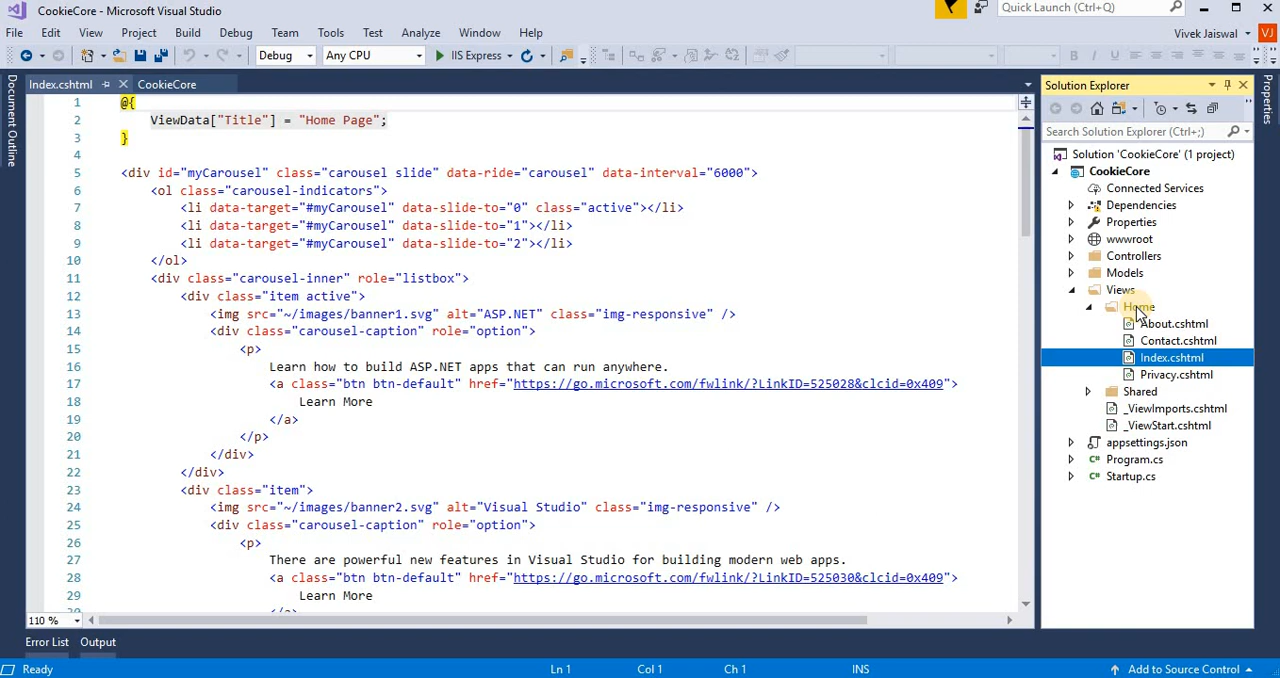 CookieCore - Microsoft Visual Studio
Quick Launch (Ctrl+Q)
File Edit View Project Build Debug Team Tools Test Analyze Window Help
Vivek Jaiswal VJ
Debug Any CPU IIS Express
Document Outline
Index.cshtml CookieCore
1 @{
2 ViewData["Title"] = "Home Page";
3 }
4
5 <div id="myCarousel" class="carousel slide" data-ride="carousel" data-interval="6000">
6 <ol class="carousel-indicators">
7 <li data-target="#myCarousel" data-slide-to="0" class="active"></li>
8 <li data-target="#myCarousel" data-slide-to="1"></li>
9 <li data-target="#myCarousel" data-slide-to="2"></li>
10 </ol>
11 <div class="carousel-inner" role="listbox">
12 <div class="item active">
13 <img src="~/images/banner1.svg" alt="ASP.NET" class="img-responsive" />
14 <div class="carousel-caption" role="option">
15 <p>
16 Learn how to build ASP.NET apps that can run anywhere.
17 <a class="btn btn-default" href="https://go.microsoft.com/fwlink/?LinkID=525028&clcid=0x409">
18 Learn More
19 </a>
20 </p>
21 </div>
22 </div>
23 <div class="item">
24 <img src="~/images/banner2.svg" alt="Visual Studio" class="img-responsive" />
25 <div class="carousel-caption" role="option">
26 <p>
27 There are powerful new features in Visual Studio for building modern web apps.
28 <a class="btn btn-default" href="https://go.microsoft.com/fwlink/?LinkID=525030&clcid=0x409">
29 Learn More
30 </a>
110 %
Solution Explorer
Search Solution Explorer (Ctrl+;)
Solution 'CookieCore' (1 project)
CookieCore
Connected Services
Dependencies
Properties
wwwroot
Controllers
Models
Views
Home
About.cshtml
Contact.cshtml
Index.cshtml
Privacy.cshtml
Shared
_ViewImports.cshtml
_ViewStart.cshtml
appsettings.json
Program.cs
Startup.cs
Properties
Error List Output
Ready Ln 1 Col 1 Ch 1 INS Add to Source Control